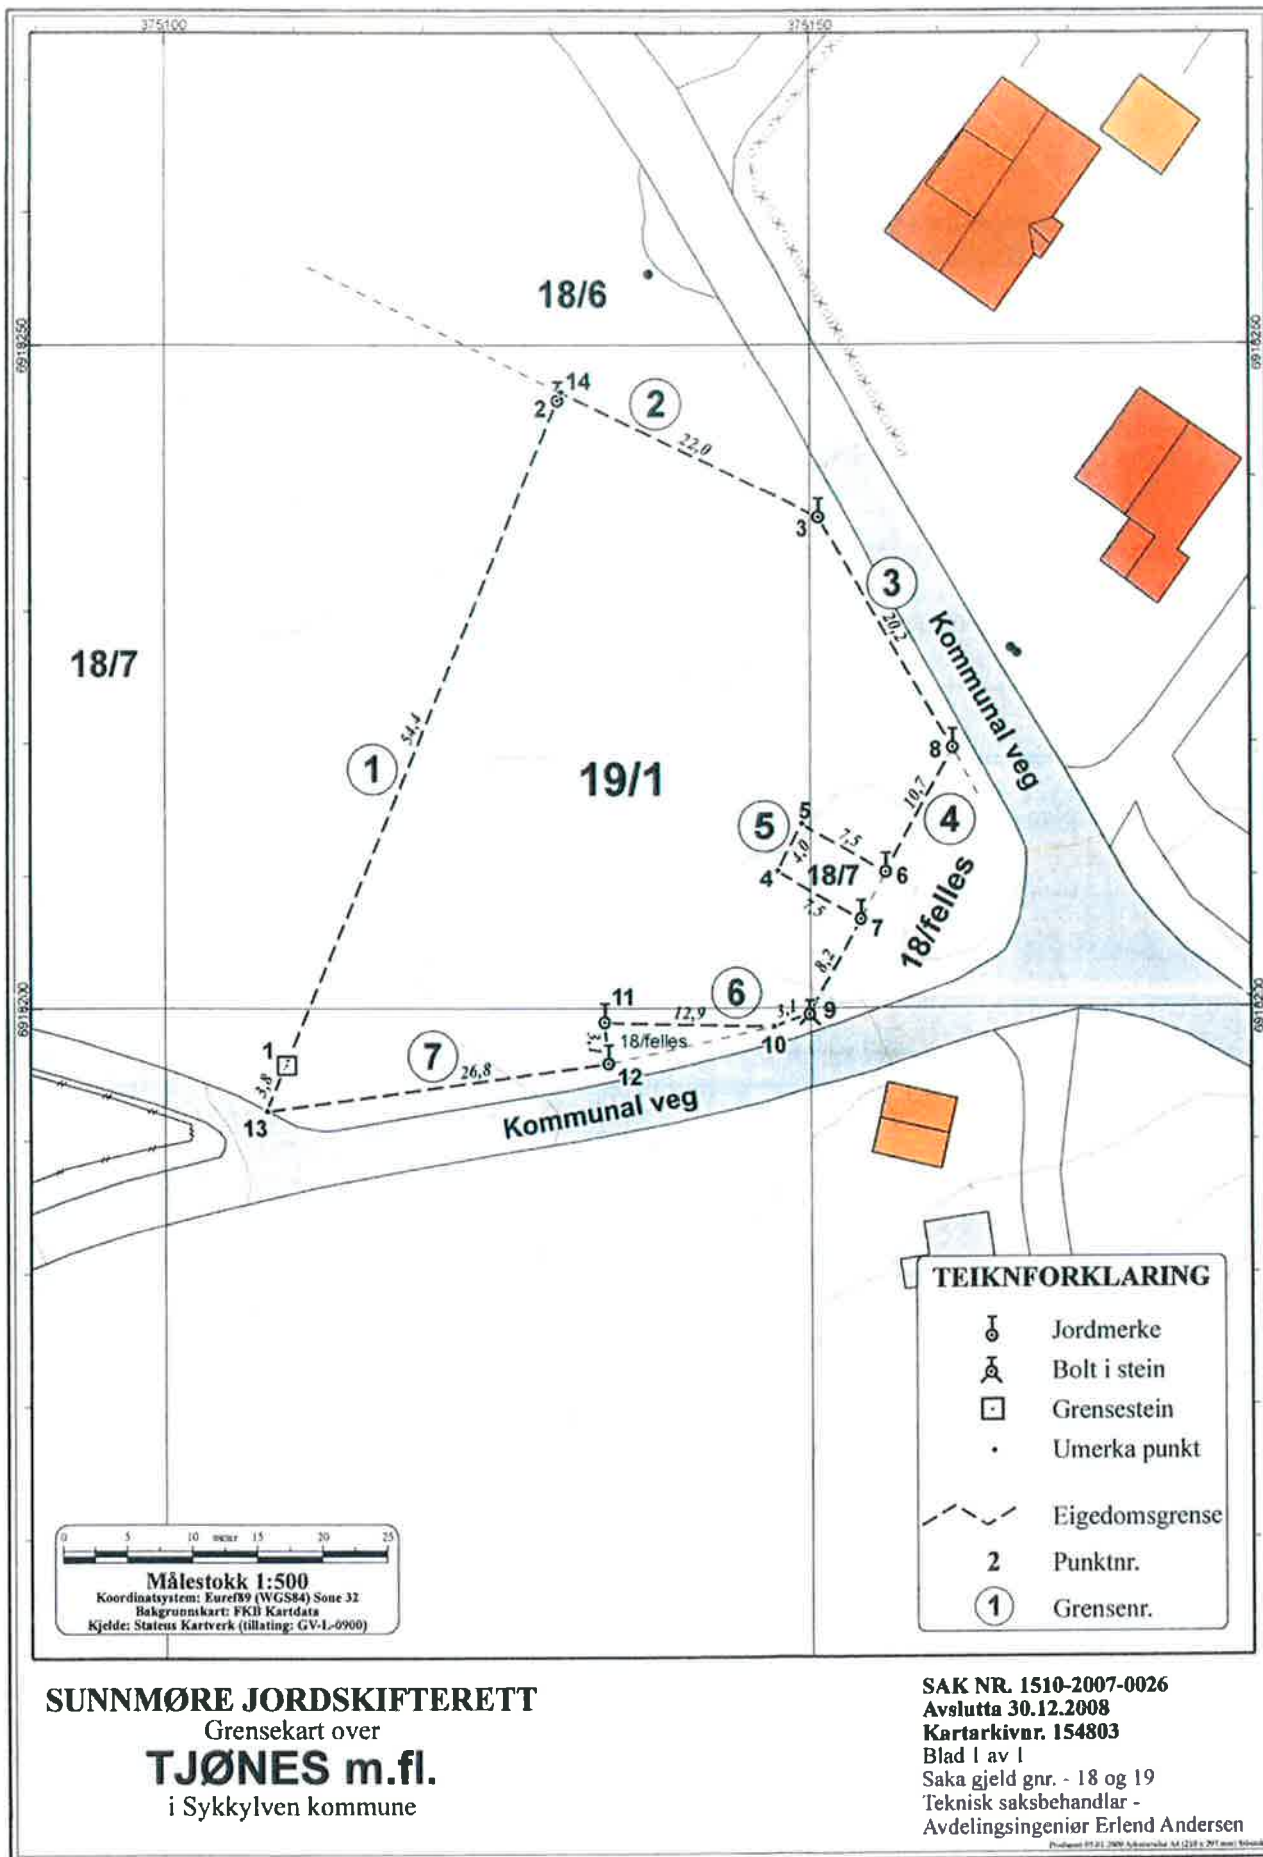 375100
375150
6918250
6918250
18/6
14
2
2
22,0
3
3
20,2
Kommunal veg
18/7
54,4
1
19/1
8
10,7
4
5
5
7,5
4,0
4
18/7
6
7,5
7
18/felles
8,2
6918200
6918200
11
6
12,9
3,1
9
10
3,1
18/felles
12
7
26,8
1
3,8
13
Kommunal veg
TEIKNFORKLARING
Jordmerke
Bolt i stein
Grensestein
Umerka punkt
Eigedomsgrense
2 Punktnr.
1 Grensenr.
0 5 10 meter 15 20 25
Målestokk 1:500
Koordinatsystem: Euref89 (WGS84) Sone 32
Bakgrunnskart: FKB Kartdata
Kjelde: Statens Kartverk (tillating: GV-L-0900)
SUNNMØRE JORDSKIFTERETT
Grensekart over
TJØNES m.fl.
i Sykkylven kommune
SAK NR. 1510-2007-0026
Avslutta 30.12.2008
Kartarkivnr. 154803
Blad 1 av 1
Saka gjeld gnr. - 18 og 19
Teknisk saksbehandlar -
Avdelingsingeniør Erlend Andersen